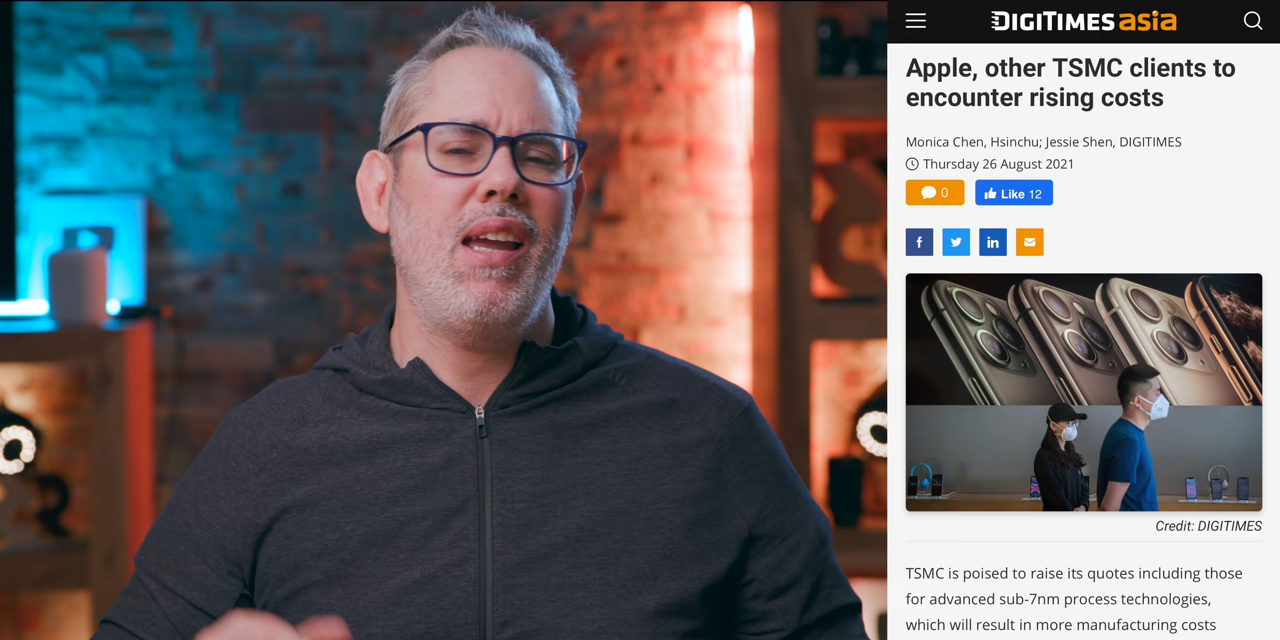 DIGITIMES asia
Apple, other TSMC clients to
encounter rising costs
Monica Chen, Hsinchu; Jessie Shen, DIGITIMES
Thursday 26 August 2021
0
Like 12
Credit: DIGITIMES
TSMC is poised to raise its quotes including those
for advanced sub-7nm process technologies,
which will result in more manufacturing costs